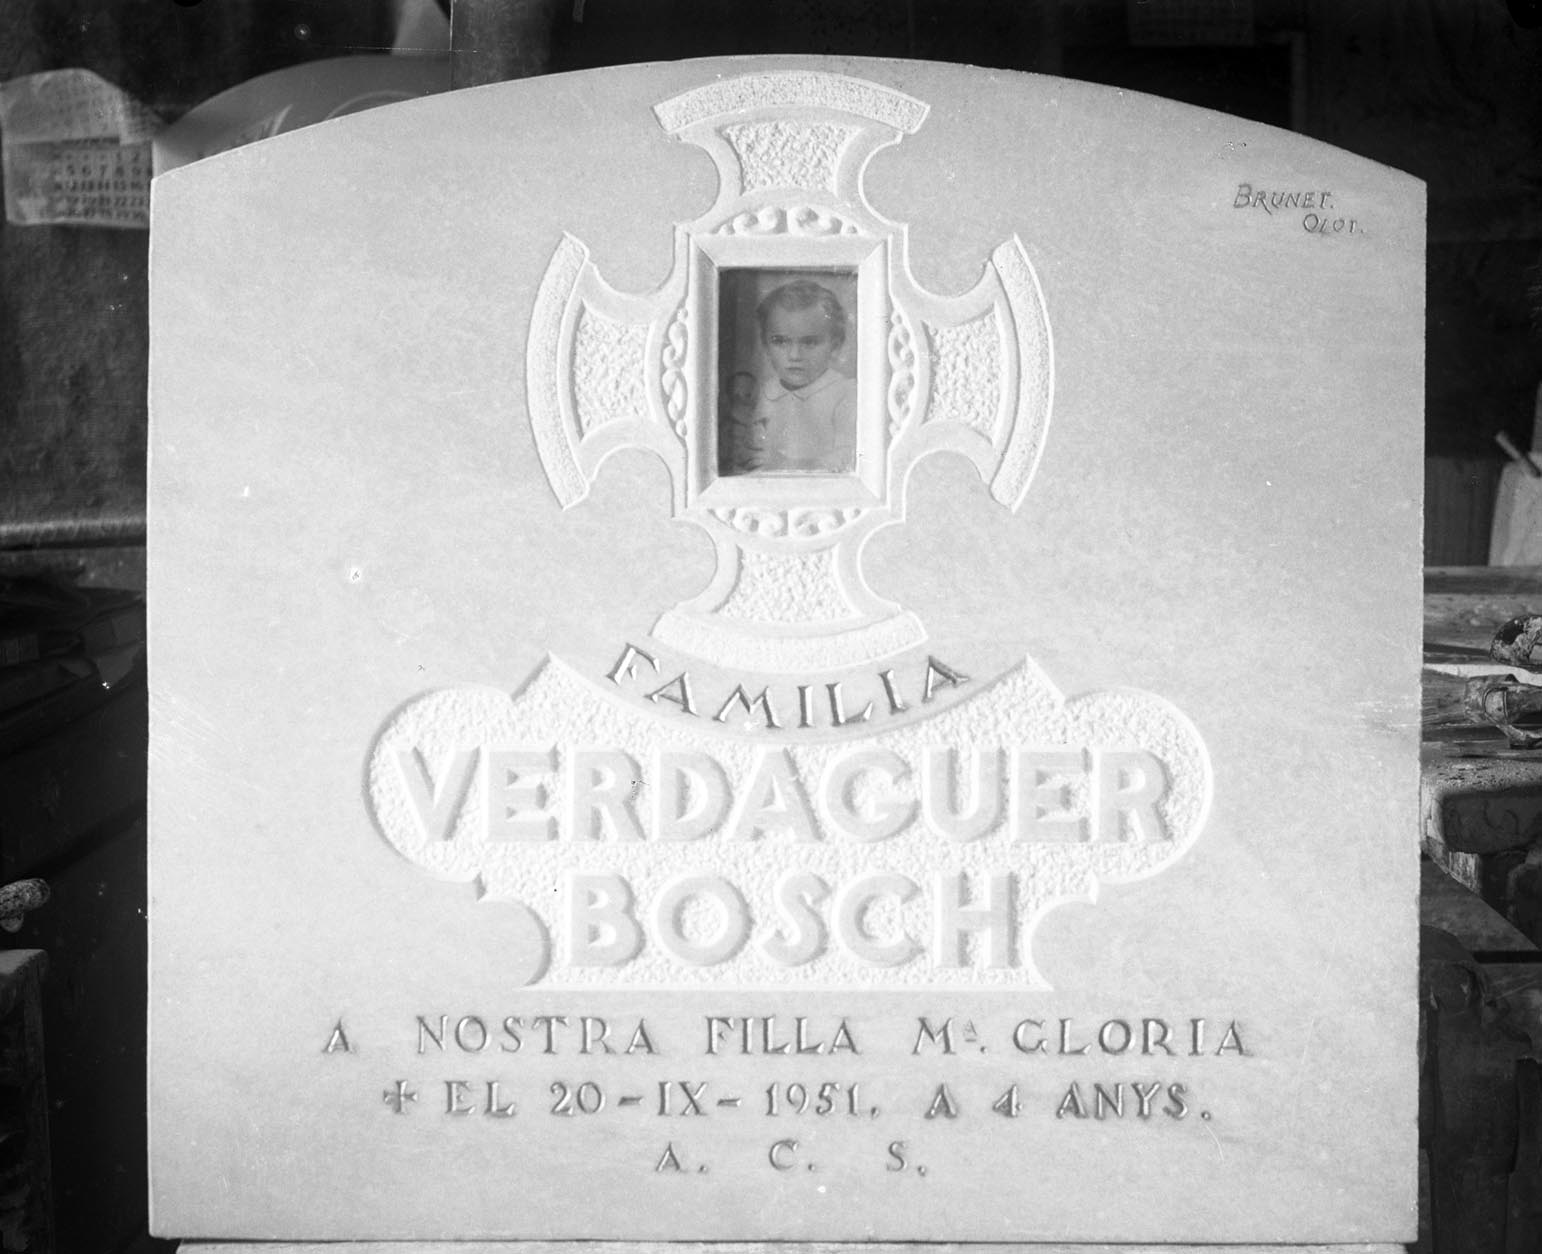 BRUNET.
OLOT.
FAMILIA
VERDAGUER
BOSCH
A NOSTRA FILLA Mª. GLORIA
+ EL 20-IX-1951. A 4 ANYS.
A. C. S.